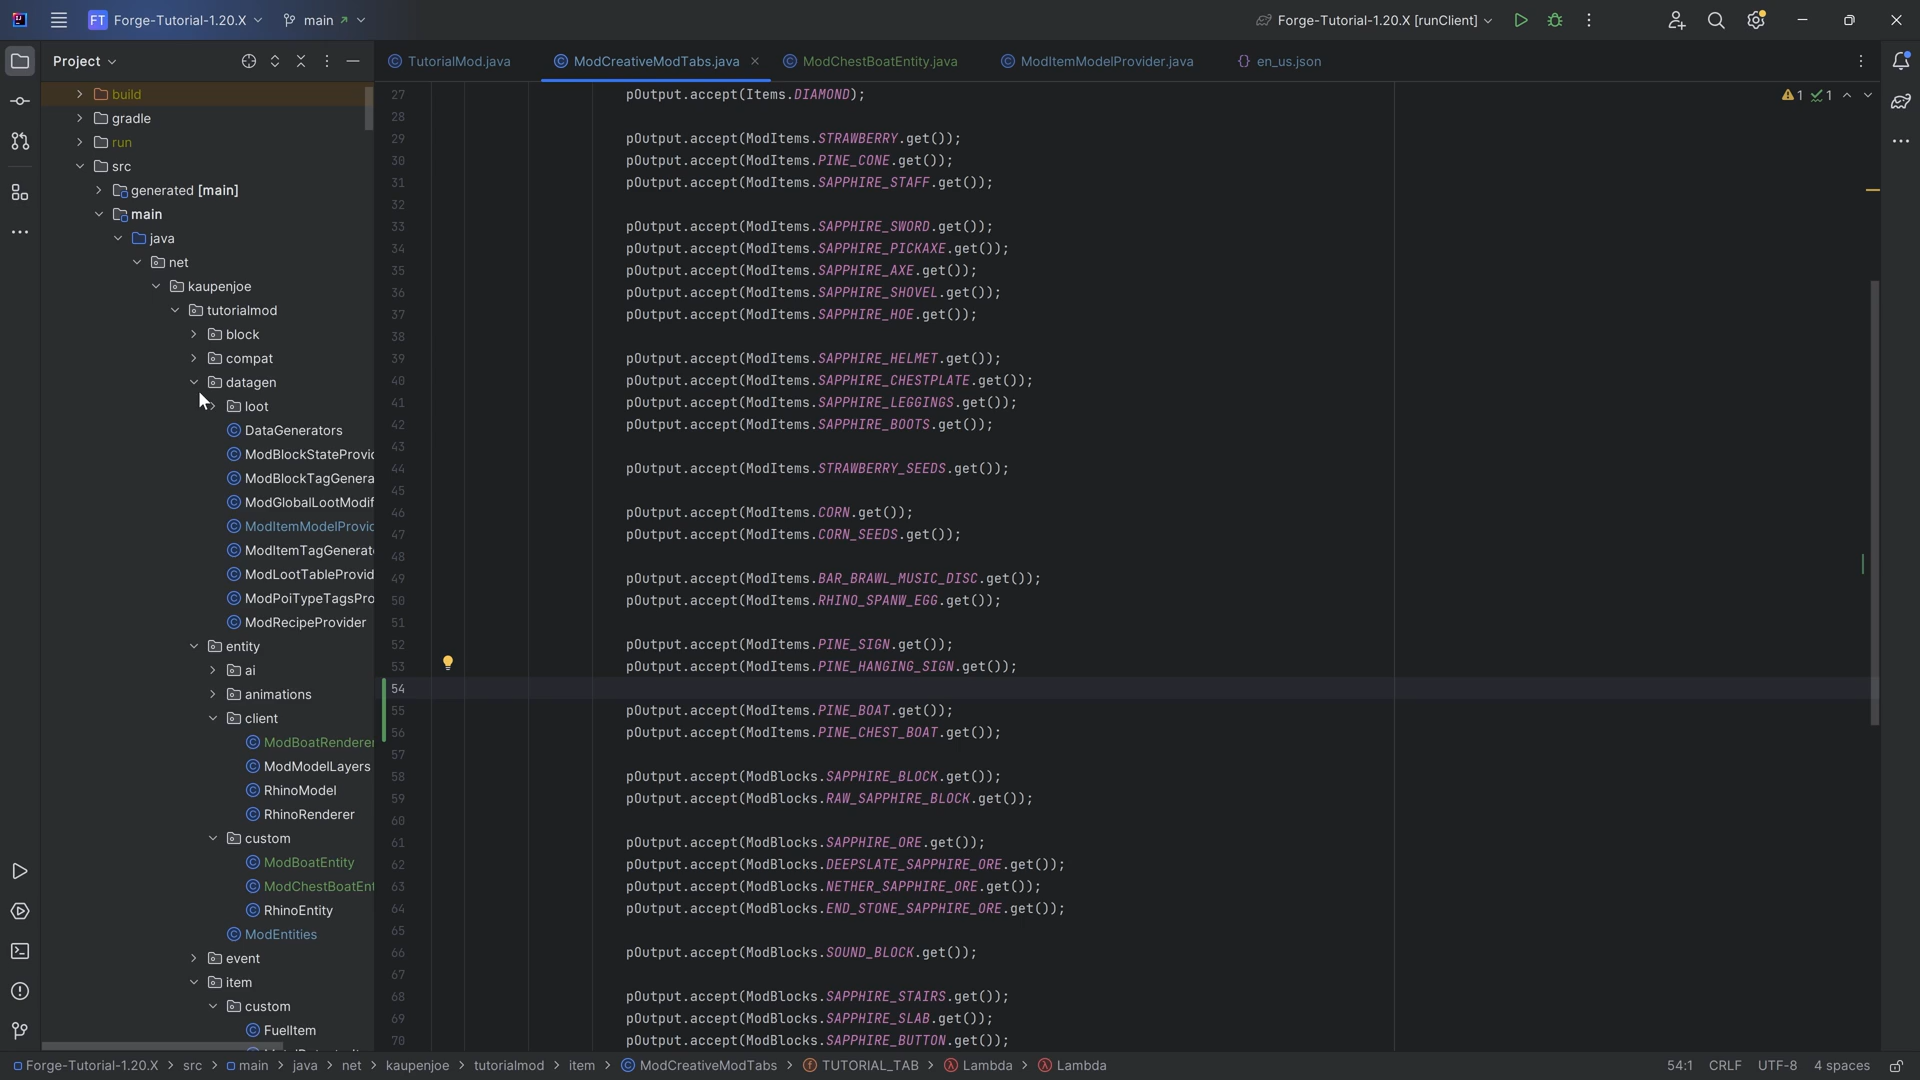 FT Forge-Tutorial-1.20.X main Forge-Tutorial-1.20.X [runClient]
Project TutorialMod.java ModCreativeModTabs.java ModChestBoatEntity.java ModItemModelProvider.java en_us.json
build
gradle
run
src
generated [main]
main
java
net
kaupenjoe
tutorialmod
block
compat
datagen
loot
DataGenerators
ModBlockStateProvid
ModBlockTagGenera
ModGlobalLootModif
ModItemModelProvid
ModItemTagGenerat
ModLootTableProvid
ModPoiTypeTagsPro
ModRecipeProvider
entity
ai
animations
client
ModBoatRenderer
ModModelLayers
RhinoModel
RhinoRenderer
custom
ModBoatEntity
ModChestBoatEnt
RhinoEntity
ModEntities
event
item
custom
FuelItem
27 pOutput.accept(Items.DIAMOND); 1 1
28
29 pOutput.accept(ModItems.STRAWBERRY.get());
30 pOutput.accept(ModItems.PINE_CONE.get());
31 pOutput.accept(ModItems.SAPPHIRE_STAFF.get());
32
33 pOutput.accept(ModItems.SAPPHIRE_SWORD.get());
34 pOutput.accept(ModItems.SAPPHIRE_PICKAXE.get());
35 pOutput.accept(ModItems.SAPPHIRE_AXE.get());
36 pOutput.accept(ModItems.SAPPHIRE_SHOVEL.get());
37 pOutput.accept(ModItems.SAPPHIRE_HOE.get());
38
39 pOutput.accept(ModItems.SAPPHIRE_HELMET.get());
40 pOutput.accept(ModItems.SAPPHIRE_CHESTPLATE.get());
41 pOutput.accept(ModItems.SAPPHIRE_LEGGINGS.get());
42 pOutput.accept(ModItems.SAPPHIRE_BOOTS.get());
43
44 pOutput.accept(ModItems.STRAWBERRY_SEEDS.get());
45
46 pOutput.accept(ModItems.CORN.get());
47 pOutput.accept(ModItems.CORN_SEEDS.get());
48
49 pOutput.accept(ModItems.BAR_BRAWL_MUSIC_DISC.get());
50 pOutput.accept(ModItems.RHINO_SPANW_EGG.get());
51
52 pOutput.accept(ModItems.PINE_SIGN.get());
53 pOutput.accept(ModItems.PINE_HANGING_SIGN.get());
54
55 pOutput.accept(ModItems.PINE_BOAT.get());
56 pOutput.accept(ModItems.PINE_CHEST_BOAT.get());
57
58 pOutput.accept(ModBlocks.SAPPHIRE_BLOCK.get());
59 pOutput.accept(ModBlocks.RAW_SAPPHIRE_BLOCK.get());
60
61 pOutput.accept(ModBlocks.SAPPHIRE_ORE.get());
62 pOutput.accept(ModBlocks.DEEPSLATE_SAPPHIRE_ORE.get());
63 pOutput.accept(ModBlocks.NETHER_SAPPHIRE_ORE.get());
64 pOutput.accept(ModBlocks.END_STONE_SAPPHIRE_ORE.get());
65
66 pOutput.accept(ModBlocks.SOUND_BLOCK.get());
67
68 pOutput.accept(ModBlocks.SAPPHIRE_STAIRS.get());
69 pOutput.accept(ModBlocks.SAPPHIRE_SLAB.get());
70 pOutput.accept(ModBlocks.SAPPHIRE_BUTTON.get());
Forge-Tutorial-1.20.X > src > main > java > net > kaupenjoe > tutorialmod > item > ModCreativeModTabs > TUTORIAL_TAB > Lambda > Lambda 54:1 CRLF UTF-8 4 spaces